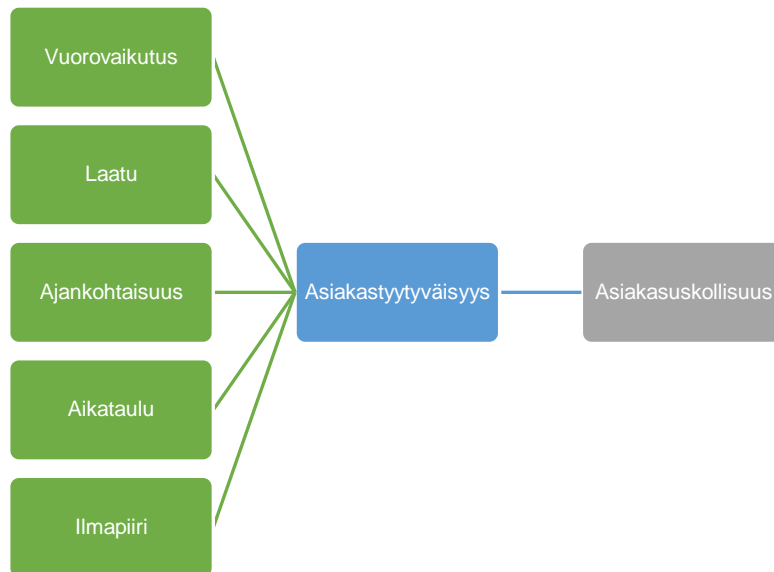 Vuorovaikutus
Laatu
Ajankohtaisuus
Asiakastyytyväisyys
Asiakasuskollisuus
Aikataulu
Ilmapiiri